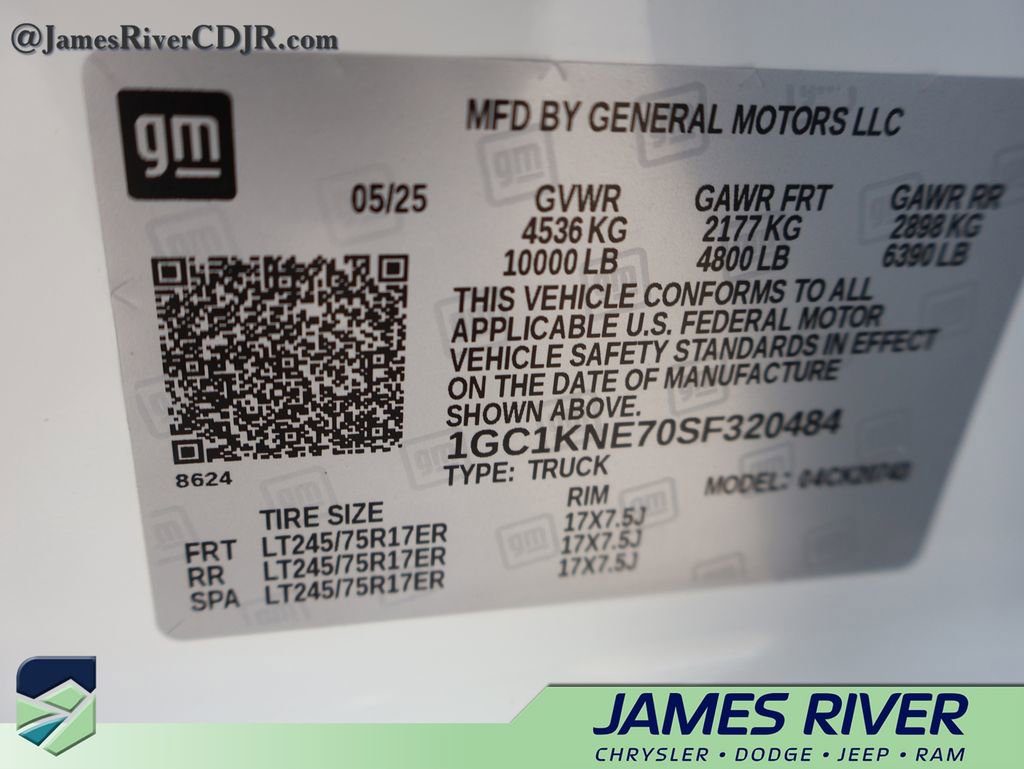 @JamesRiverCDJR.com
gm
MFD BY GENERAL MOTORS LLC
05/25
GVWR GAWR FRT GAWR RR
4536 KG 2177 KG 2898 KG
10000 LB 4800 LB 6390 LB
THIS VEHICLE CONFORMS TO ALL
APPLICABLE U.S. FEDERAL MOTOR
VEHICLE SAFETY STANDARDS IN EFFECT
ON THE DATE OF MANUFACTURE
SHOWN ABOVE.
1GC1KNE70SF320484
8624
TYPE: TRUCK MODEL:
TIRE SIZE RIM
FRT LT245/75R17ER 17X7.5J
RR LT245/75R17ER 17X7.5J
SPA LT245/75R17ER 17X7.5J
JAMES RIVER
CHRYSLER • DODGE • JEEP • RAM